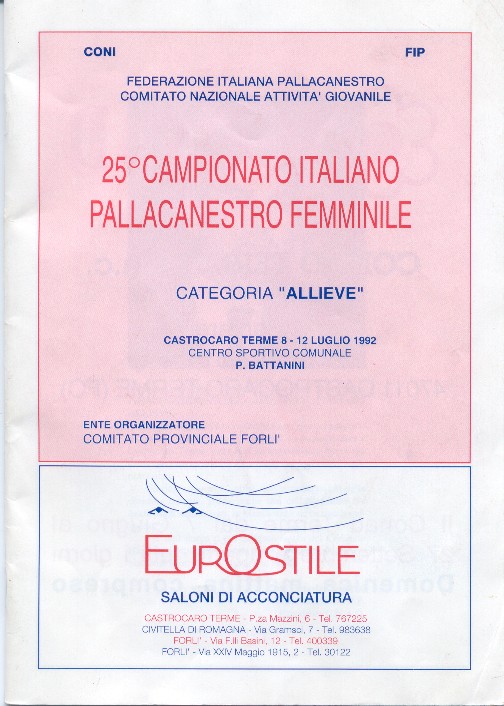 CONI FIP
FEDERAZIONE ITALIANA PALLACANESTRO
COMITATO NAZIONALE ATTIVITA' GIOVANILE
25° CAMPIONATO ITALIANO
PALLACANESTRO FEMMINILE
CATEGORIA "ALLIEVE"
CASTROCARO TERME 8 - 12 LUGLIO 1992
CENTRO SPORTIVO COMUNALE
P. BATTANINI
ENTE ORGANIZZATORE
COMITATO PROVINCIALE FORLI'
EUROSTILE
SALONI DI ACCONCIATURA
CASTROCARO TERME - P.za Mazzini, 6 - Tel. 767225
CIVITELLA DI ROMAGNA - Via Gramsci, 7 - Tel. 983638
FORLI' - Via F.lli Basini, 12 - Tel. 400339
FORLI' - Via XXIV Maggio 1915, 2 - Tel. 30122